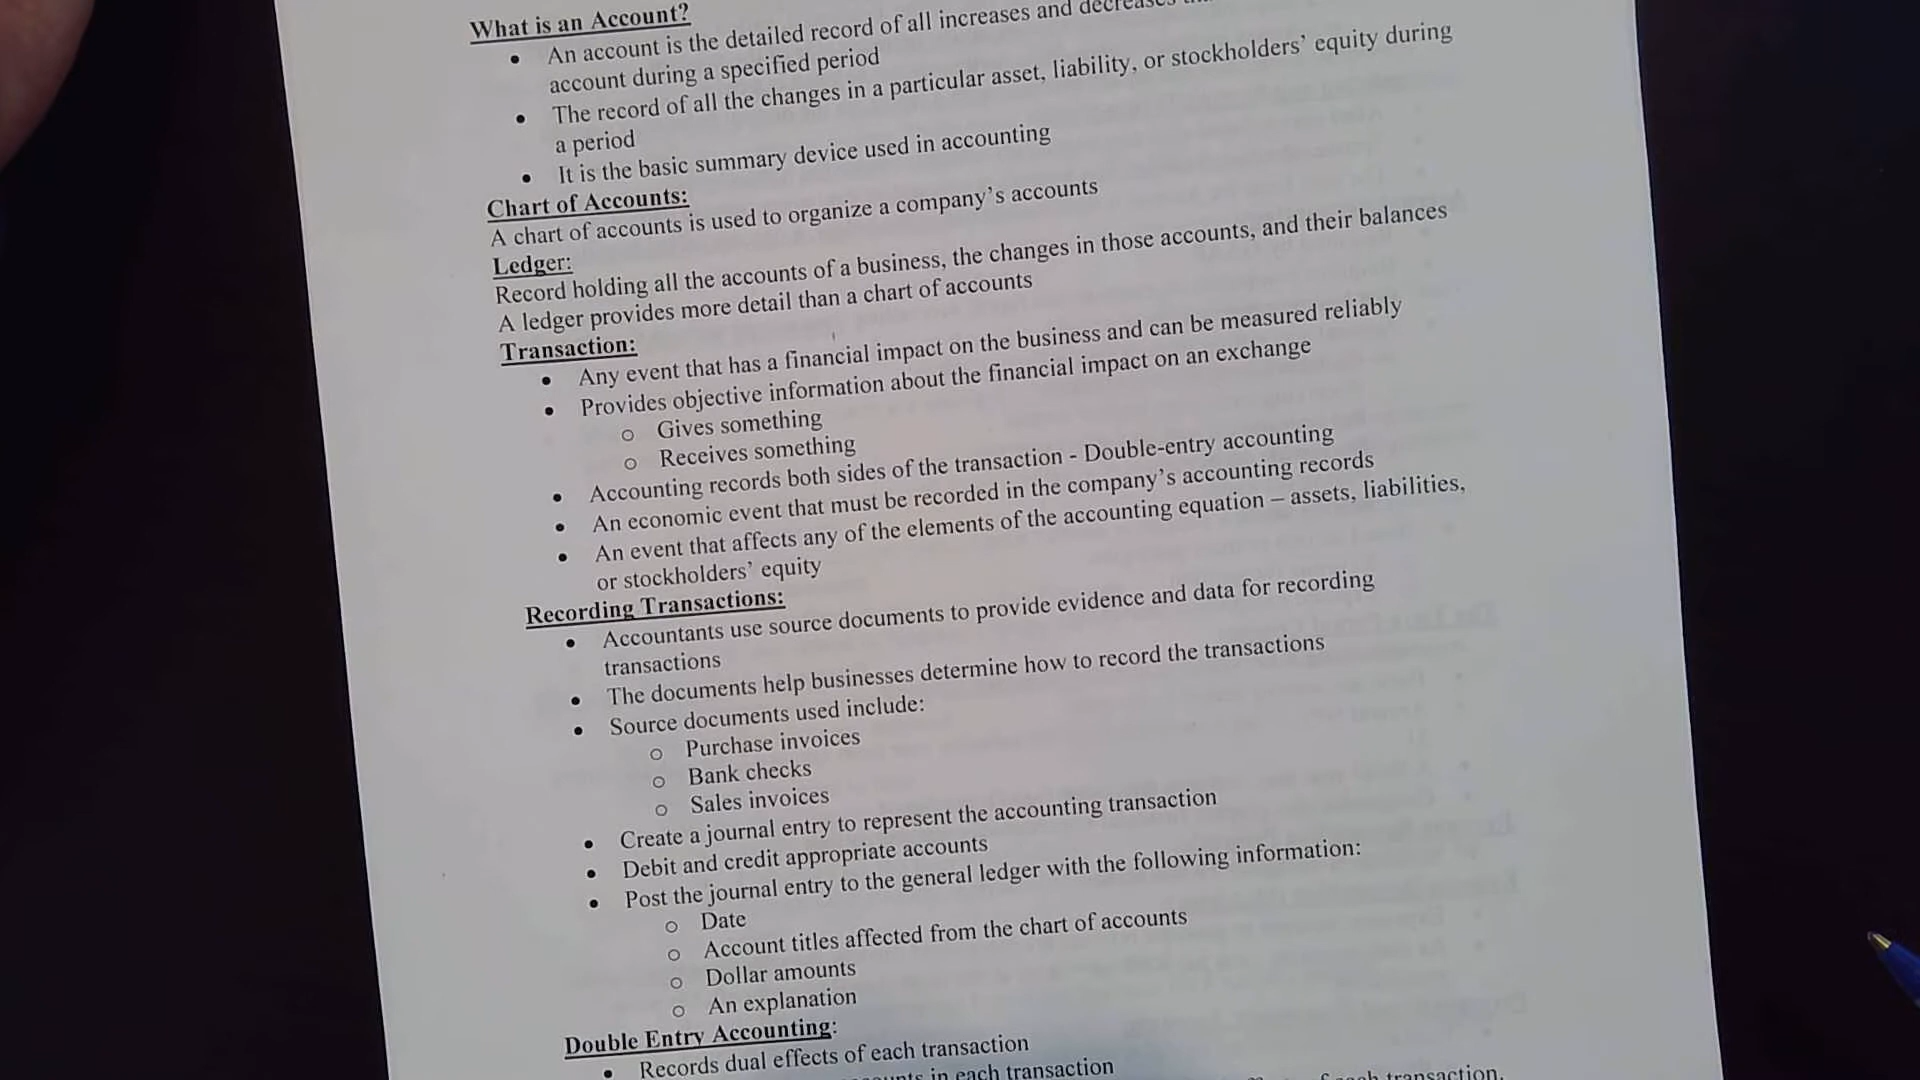 What is an Account?
• An account is the detailed record of all increases and decreases
account during a specified period
• The record of all the changes in a particular asset, liability, or stockholders’ equity during
a period
• It is the basic summary device used in accounting
Chart of Accounts:
A chart of accounts is used to organize a company’s accounts
Ledger:
Record holding all the accounts of a business, the changes in those accounts, and their balances
A ledger provides more detail than a chart of accounts
Transaction:
• Any event that has a financial impact on the business and can be measured reliably
• Provides objective information about the financial impact on an exchange
o Gives something
o Receives something
• Accounting records both sides of the transaction - Double-entry accounting
• An economic event that must be recorded in the company’s accounting records
• An event that affects any of the elements of the accounting equation – assets, liabilities,
or stockholders’ equity
Recording Transactions:
• Accountants use source documents to provide evidence and data for recording
transactions
• The documents help businesses determine how to record the transactions
• Source documents used include:
o Purchase invoices
o Bank checks
o Sales invoices
• Create a journal entry to represent the accounting transaction
• Debit and credit appropriate accounts
• Post the journal entry to the general ledger with the following information:
o Date
o Account titles affected from the chart of accounts
o Dollar amounts
o An explanation
Double Entry Accounting:
• Records dual effects of each transaction
in each transaction
of each transaction.